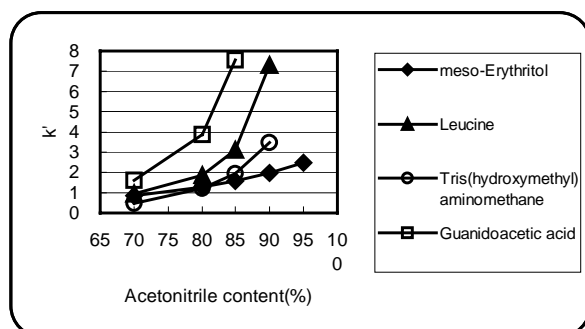 8
7
6
5
4
3
2
1
0
k'
65 70 75 80 85 90 95 10
0
Acetonitrile content(%)
meso-Erythritol
Leucine
Tris(hydroxymethyl)
aminomethane
Guanidoacetic acid